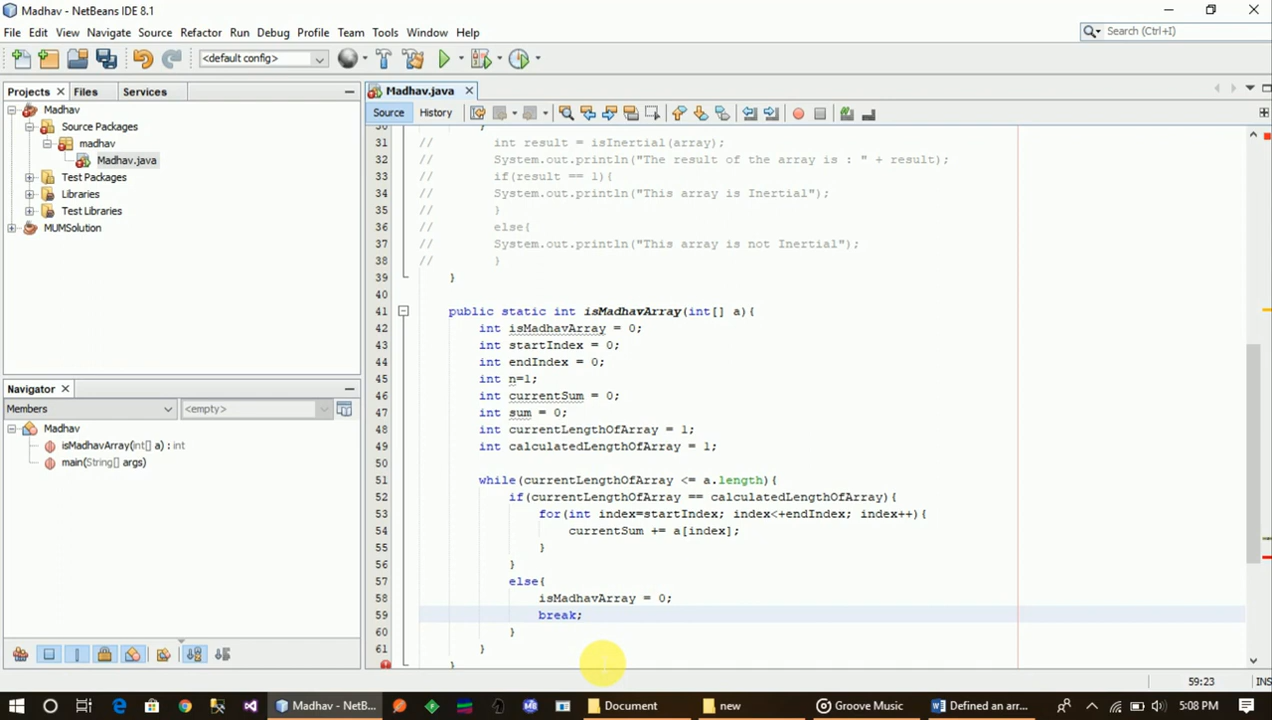 Madhav - NetBeans IDE 8.1
File Edit View Navigate Source Refactor Run Debug Profile Team Tools Window Help
Search (Ctrl+I)
<default config>
Projects Files Services
Madhav.java
Source History
Madhav
Source Packages
madhav
Madhav.java
Test Packages
Libraries
Test Libraries
MUMSolution
30 }
31 // int result = isInertial(array);
32 // System.out.println("The result of the array is : " + result);
33 // if(result == 1){
34 // System.out.println("This array is Inertial");
35 // }
36 // else{
37 // System.out.println("This array is not Inertial");
38 // }
39 }
40
41 public static int isMadhavArray(int[] a){
42 int isMadhavArray = 0;
43 int startIndex = 0;
44 int endIndex = 0;
45 int n=1;
46 int currentSum = 0;
47 int sum = 0;
48 int currentLengthOfArray = 1;
49 int calculatedLengthOfArray = 1;
50
51 while(currentLengthOfArray <= a.length){
52 if(currentLengthOfArray == calculatedLengthOfArray){
53 for(int index=startIndex; index<+endIndex; index++){
54 currentSum += a[index];
55 }
56 }
57 else{
58 isMadhavArray = 0;
59 break;
60 }
61 }
}
Navigator
Members
<empty>
Madhav
isMadhavArray(int[] a) : int
main(String[] args)
59:23
INS
Madhav - NetB...
Document
new
Groove Music
Defined an arr...
5:08 PM